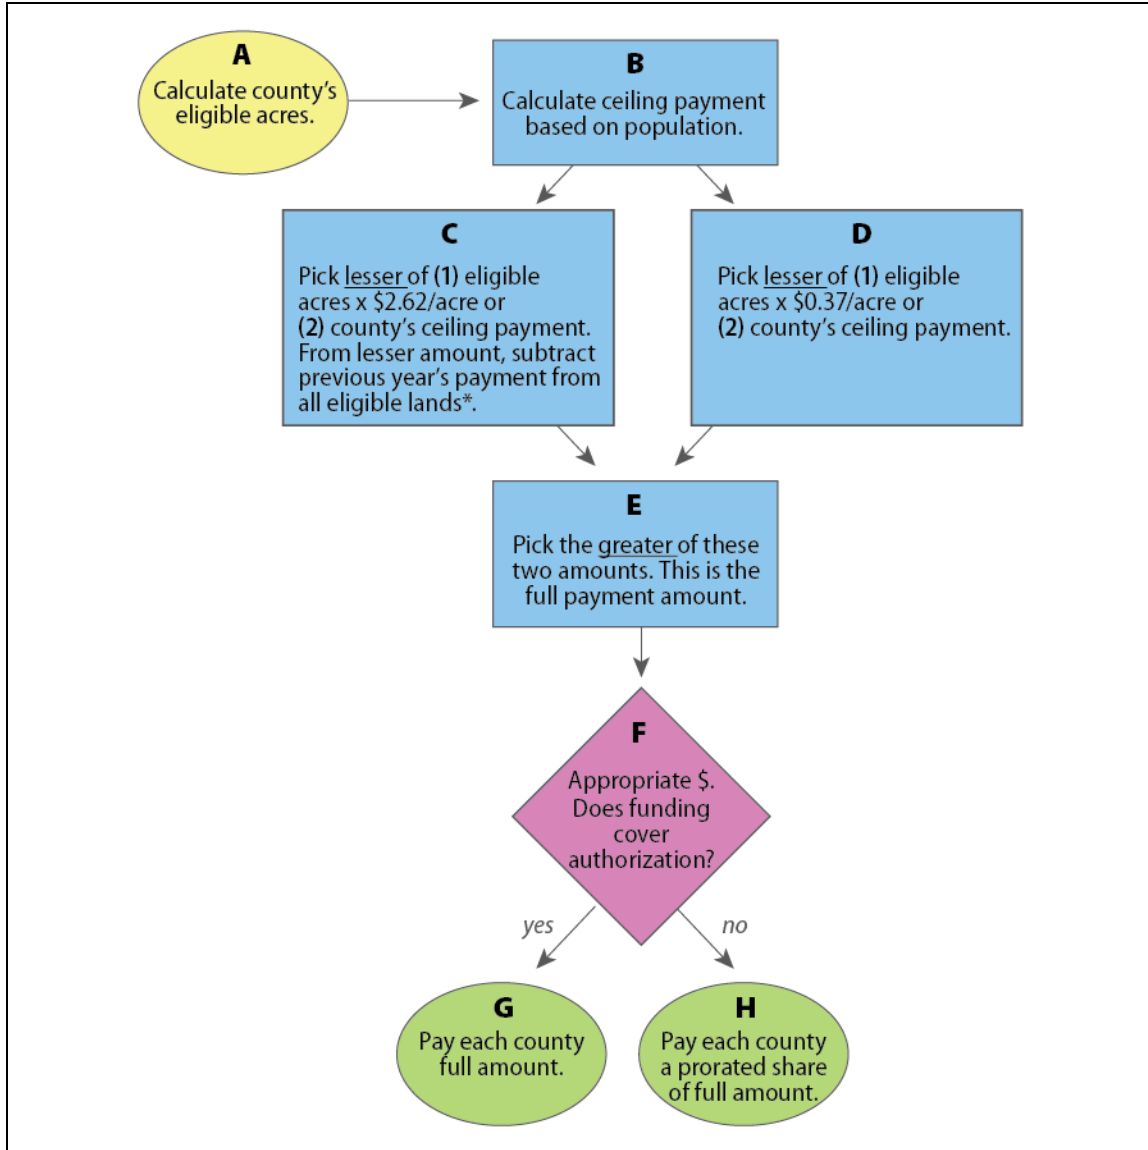 A
Calculate county’s
eligible acres.
B
Calculate ceiling payment
based on population.
C
Pick lesser of (1) eligible
acres x $2.62/acre or
(2) county’s ceiling payment.
From lesser amount, subtract
previous year’s payment from
all eligible lands*.
D
Pick lesser of (1) eligible
acres x $0.37/acre or
(2) county’s ceiling payment.
E
Pick the greater of these
two amounts. This is the
full payment amount.
F
Appropriate $.
Does funding
cover
authorization?
yes
no
G
Pay each county
full amount.
H
Pay each county
a prorated share
of full amount.